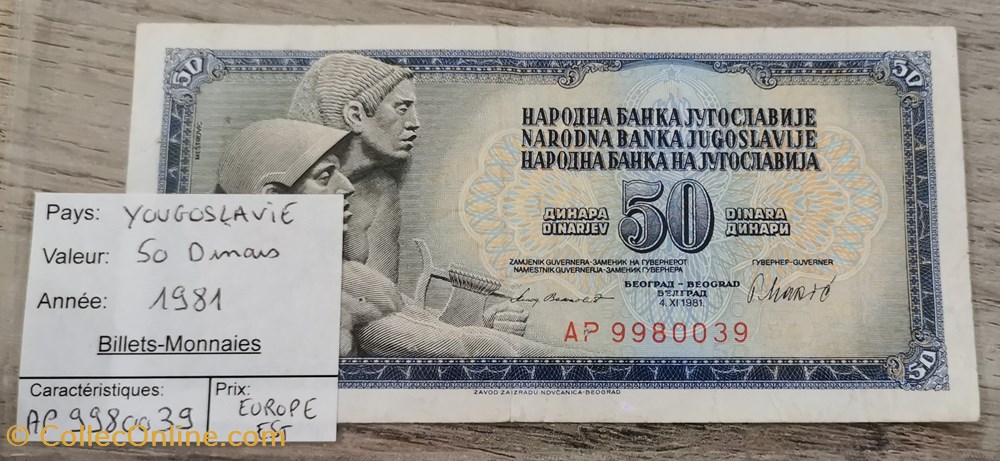 50
50
MEŠTROVIĆ
НАРОДНА БАНКА ЈУГОСЛАВИЈЕ
NARODNA BANKA JUGOSLAVIJE
НАРОДНА БАНКА НА ЈУГОСЛАВИЈА
ДИНАРА
DINARJEV
50
DINARA
ДИНАРИ
ZAMJENIK GUVERNERA-ЗАМЕНИК НА ГУВЕРНЕРОТ
NAMESTNIK GUVERNERJA-ЗАМЕНИК ГУВЕРНЕРА
ГУВЕРНЕР-GUVERNER
БЕОГРАД - BEOGRAD
БЕЛГРАД
4. XI 1981.
AP 9980039
50
ZAVOD ZA IZRADU NOVČANICA-BEOGRAD
Pays: YOUGOSLAVIE
Valeur: 50 Dinars
Année: 1981
Billets-Monnaies
Caractéristiques:
AP 9980039
Prix:
EUROPE
EST
© CollecOnline.com